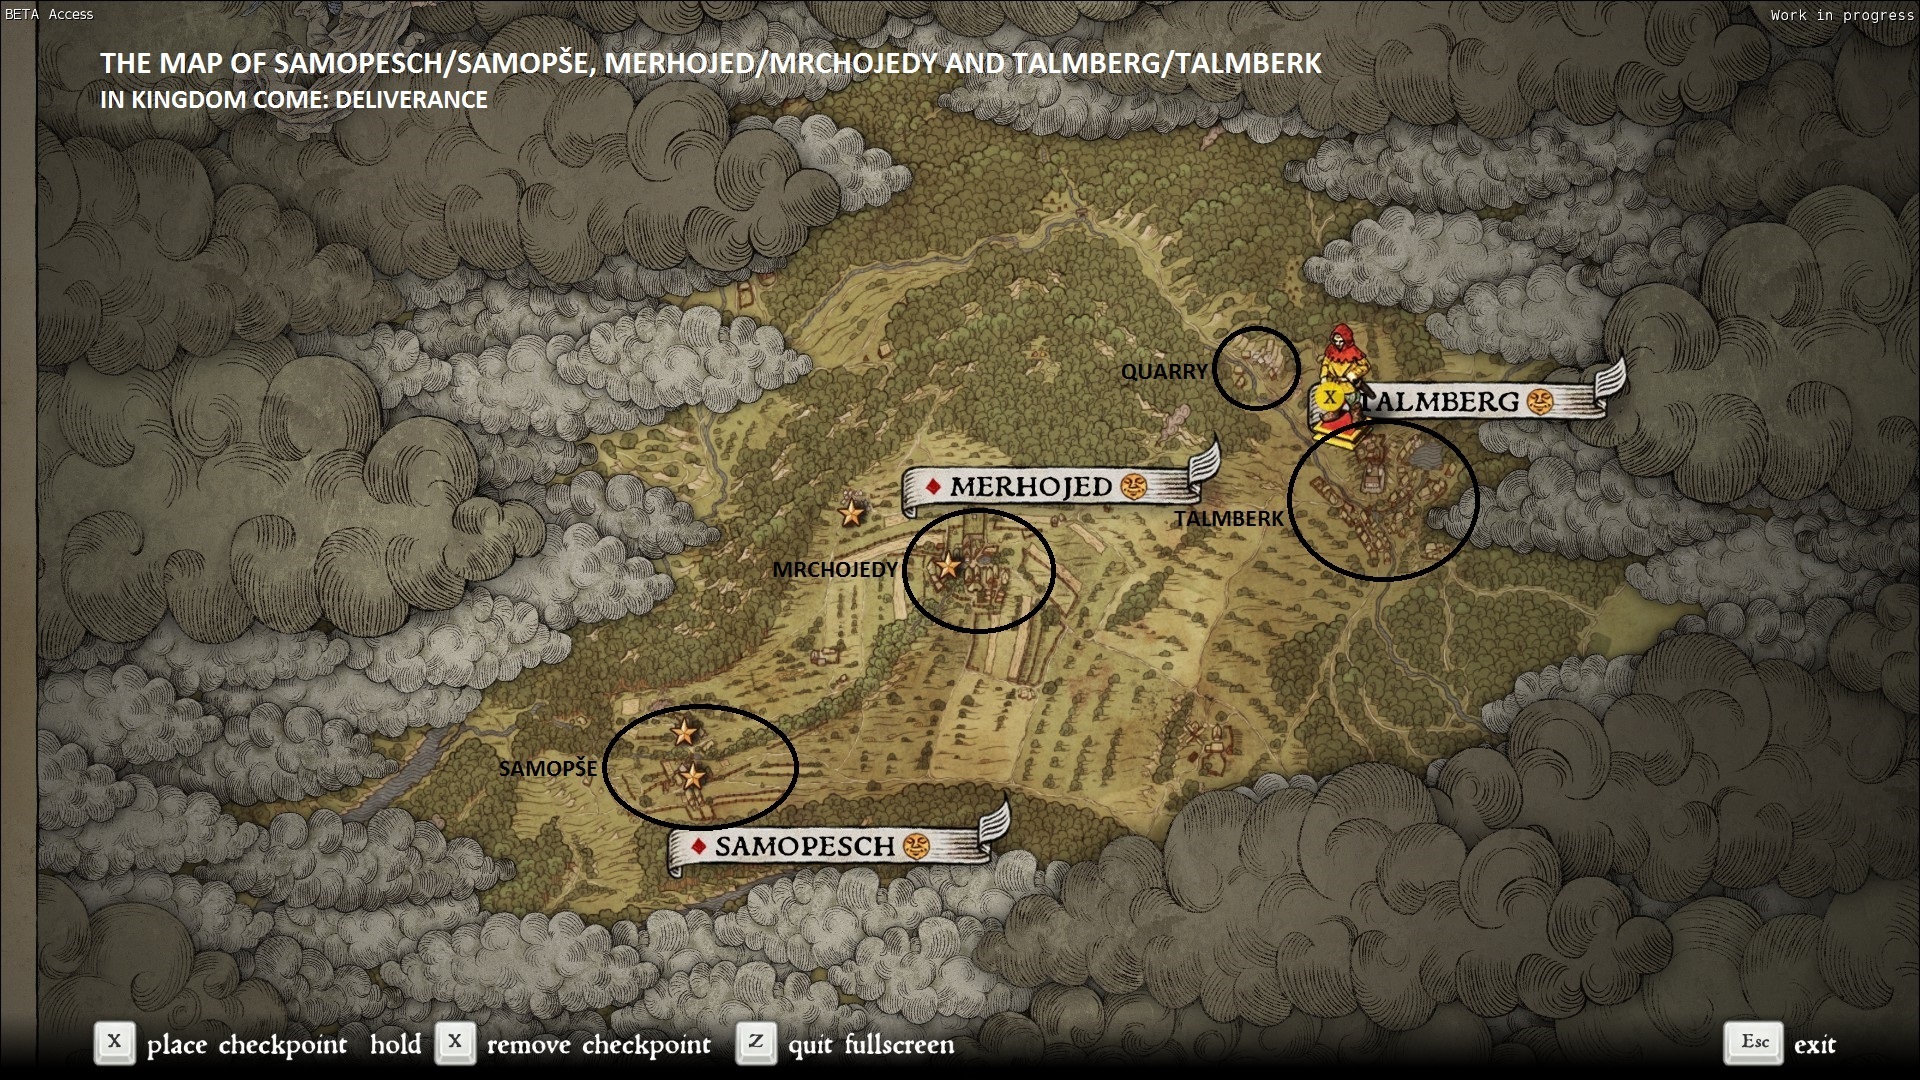 BETA Access
Work in progress
THE MAP OF SAMOPESCH/SAMOPŠE, MERHOJED/MRCHOJEDY AND TALMBERG/TALMBERK
IN KINGDOM COME: DELIVERANCE
QUARRY
X
TALMBERG
MERHOJED
TALMBERK
MRCHOJEDY
SAMOPŠE
SAMOPESCH
X place checkpoint hold X remove checkpoint Z quit fullscreen
Esc exit